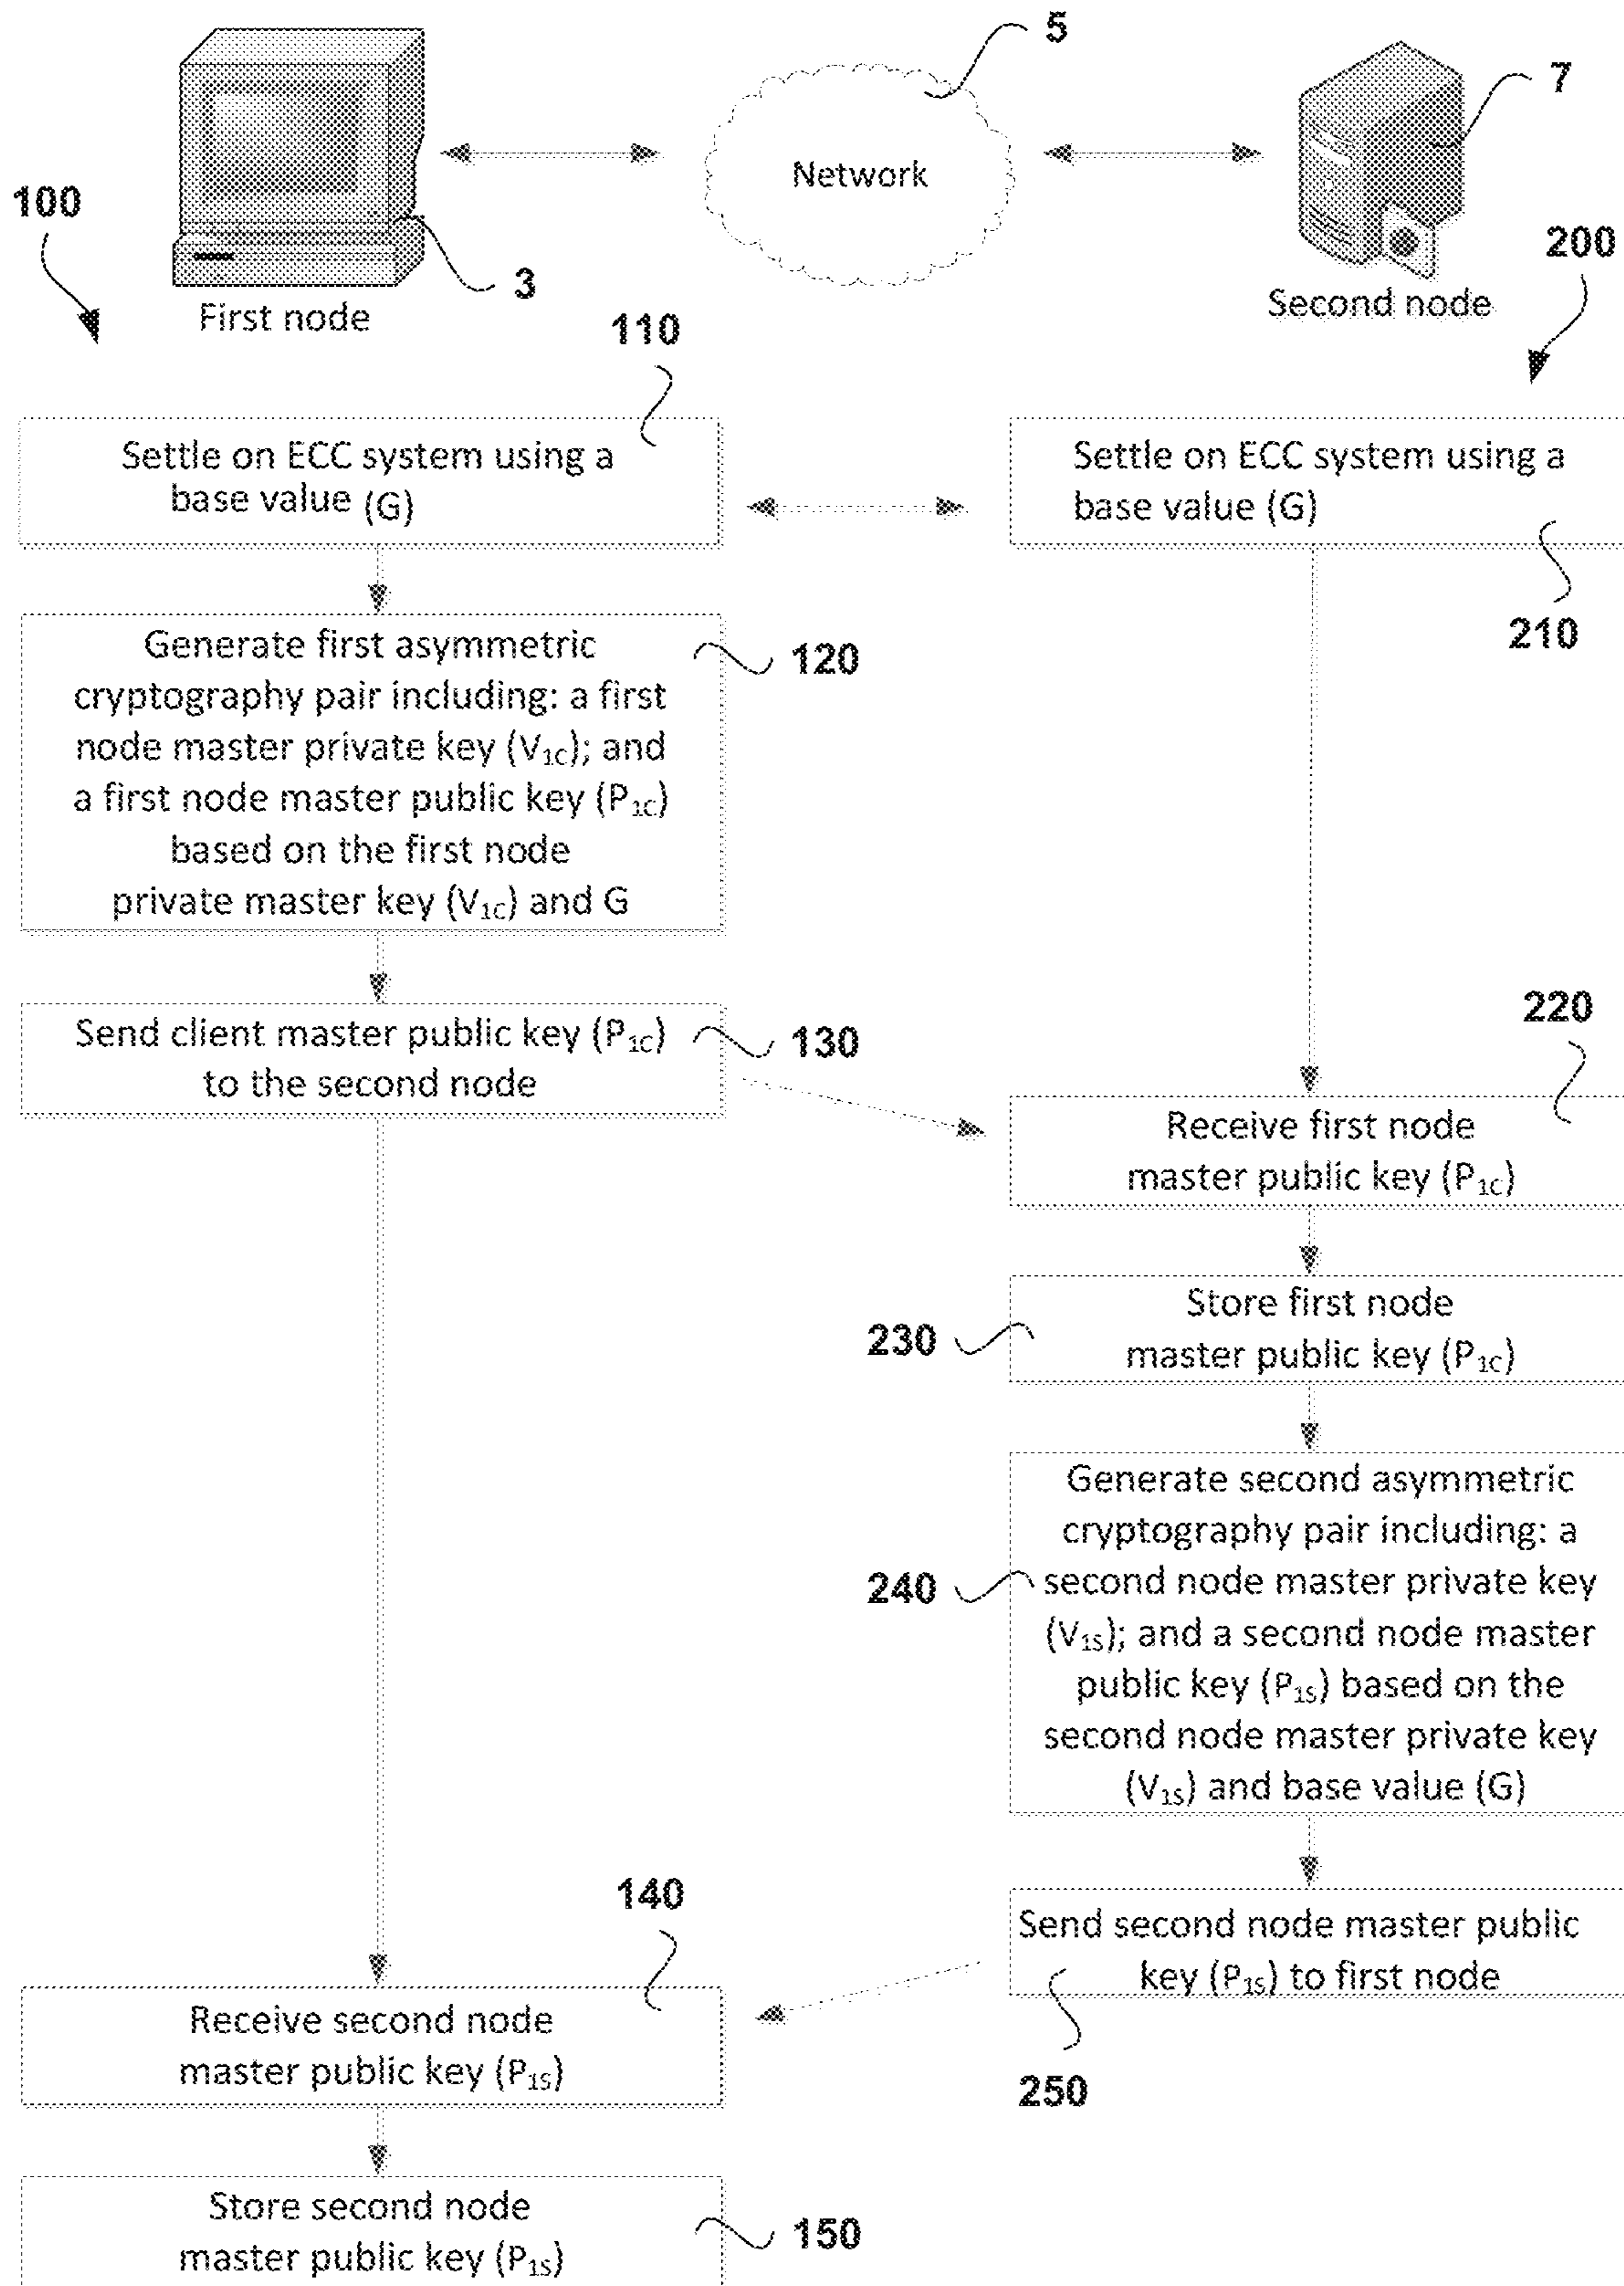 5
7
Network
100
200
3
First node
Second node
110
Settle on ECC system using a
base value (G)
Settle on ECC system using a
base value (G)
210
Generate first asymmetric
cryptography pair including: a first
node master private key (V1C); and
a first node master public key (P1C)
based on the first node
private master key (V1C) and G
120
Send client master public key (P1C)
to the second node
130
220
Receive first node
master public key (P1C)
230
Store first node
master public key (P1C)
240
Generate second asymmetric
cryptography pair including: a
second node master private key
(V1S); and a second node master
public key (P1S) based on the
second node master private key
(V1S) and base value (G)
140
Send second node master public
key (P1S) to first node
250
Receive second node
master public key (P1S)
Store second node
master public key (P1S)
150